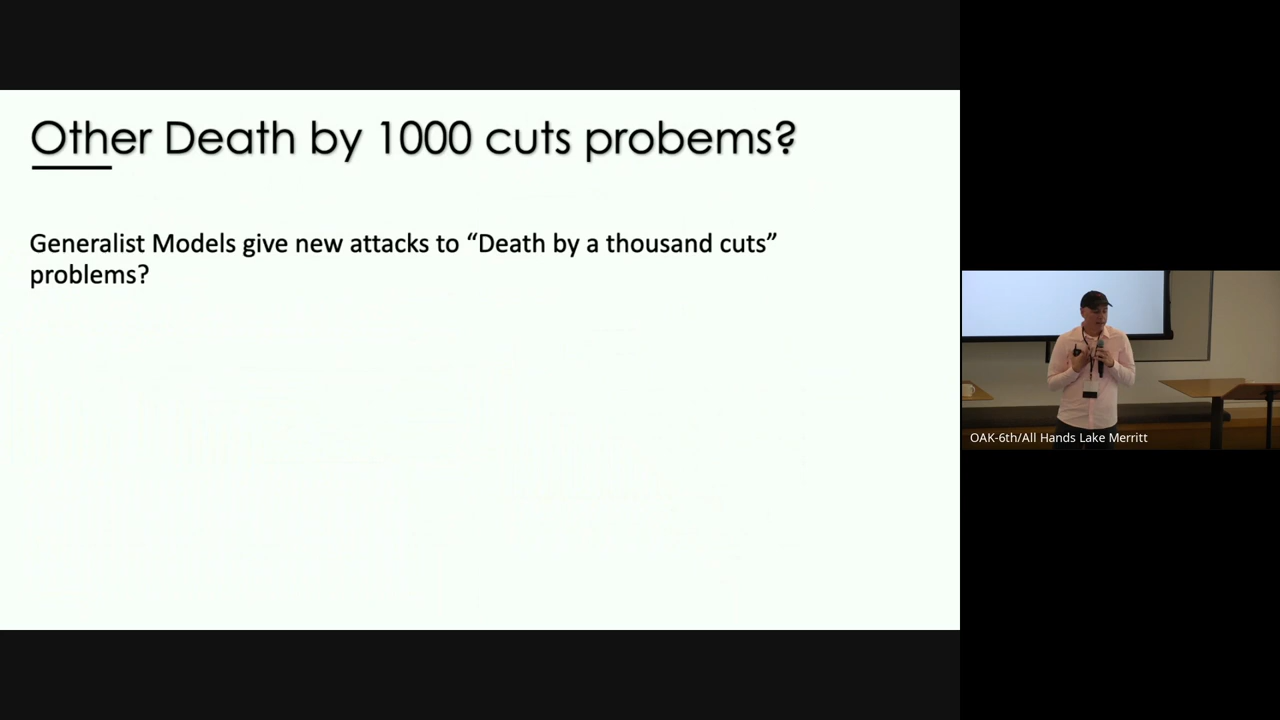 Other Death by 1000 cuts probems?
Generalist Models give new attacks to “Death by a thousand cuts”
problems?
OAK-6th/All Hands Lake Merritt